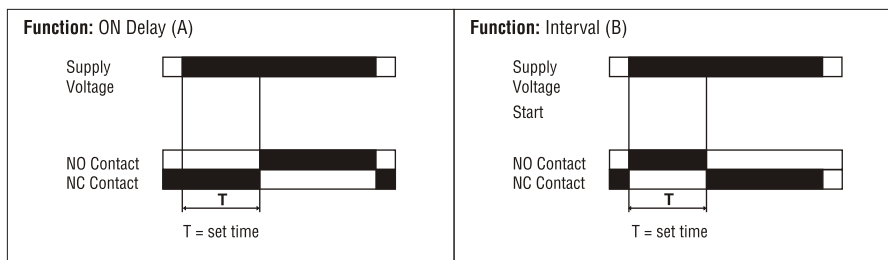 Function: ON Delay (A)
Supply
Voltage
NO Contact
NC Contact
T
T = set time
Function: Interval (B)
Supply
Voltage
Start
NO Contact
NC Contact
T
T = set time